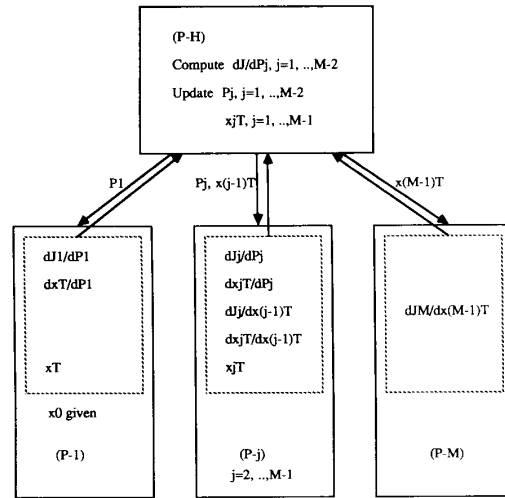 (P-H)
Compute dJ/dPj, j=1, ..,M-2
Update Pj, j=1, ..,M-2
xjT, j=1, ..,M-1
P1
Pj, x(j-1)T
x(M-1)T
dJ1/dP1
dxT/dP1
xT
x0 given
(P-1)
dJj/dPj
dxjT/dPj
dJj/dx(j-1)T
dxjT/dx(j-1)T
xjT
(P-j)
j=2, ..,M-1
dJM/dx(M-1)T
(P-M)